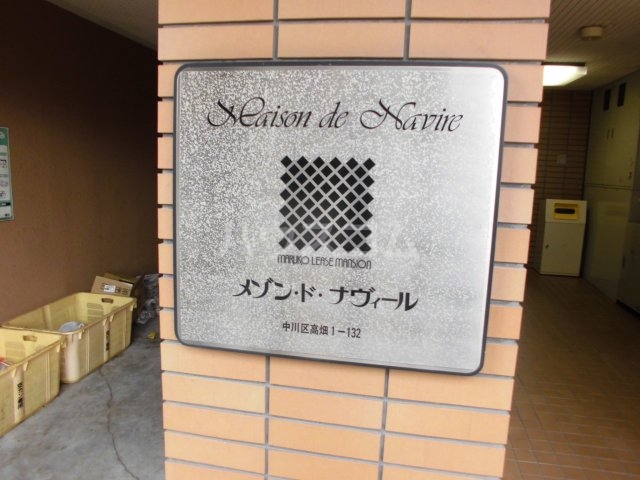 Maison de Navire
MARUKO LEASE MANSION
メゾン・ド・ナヴィール
中川区高畑1－132